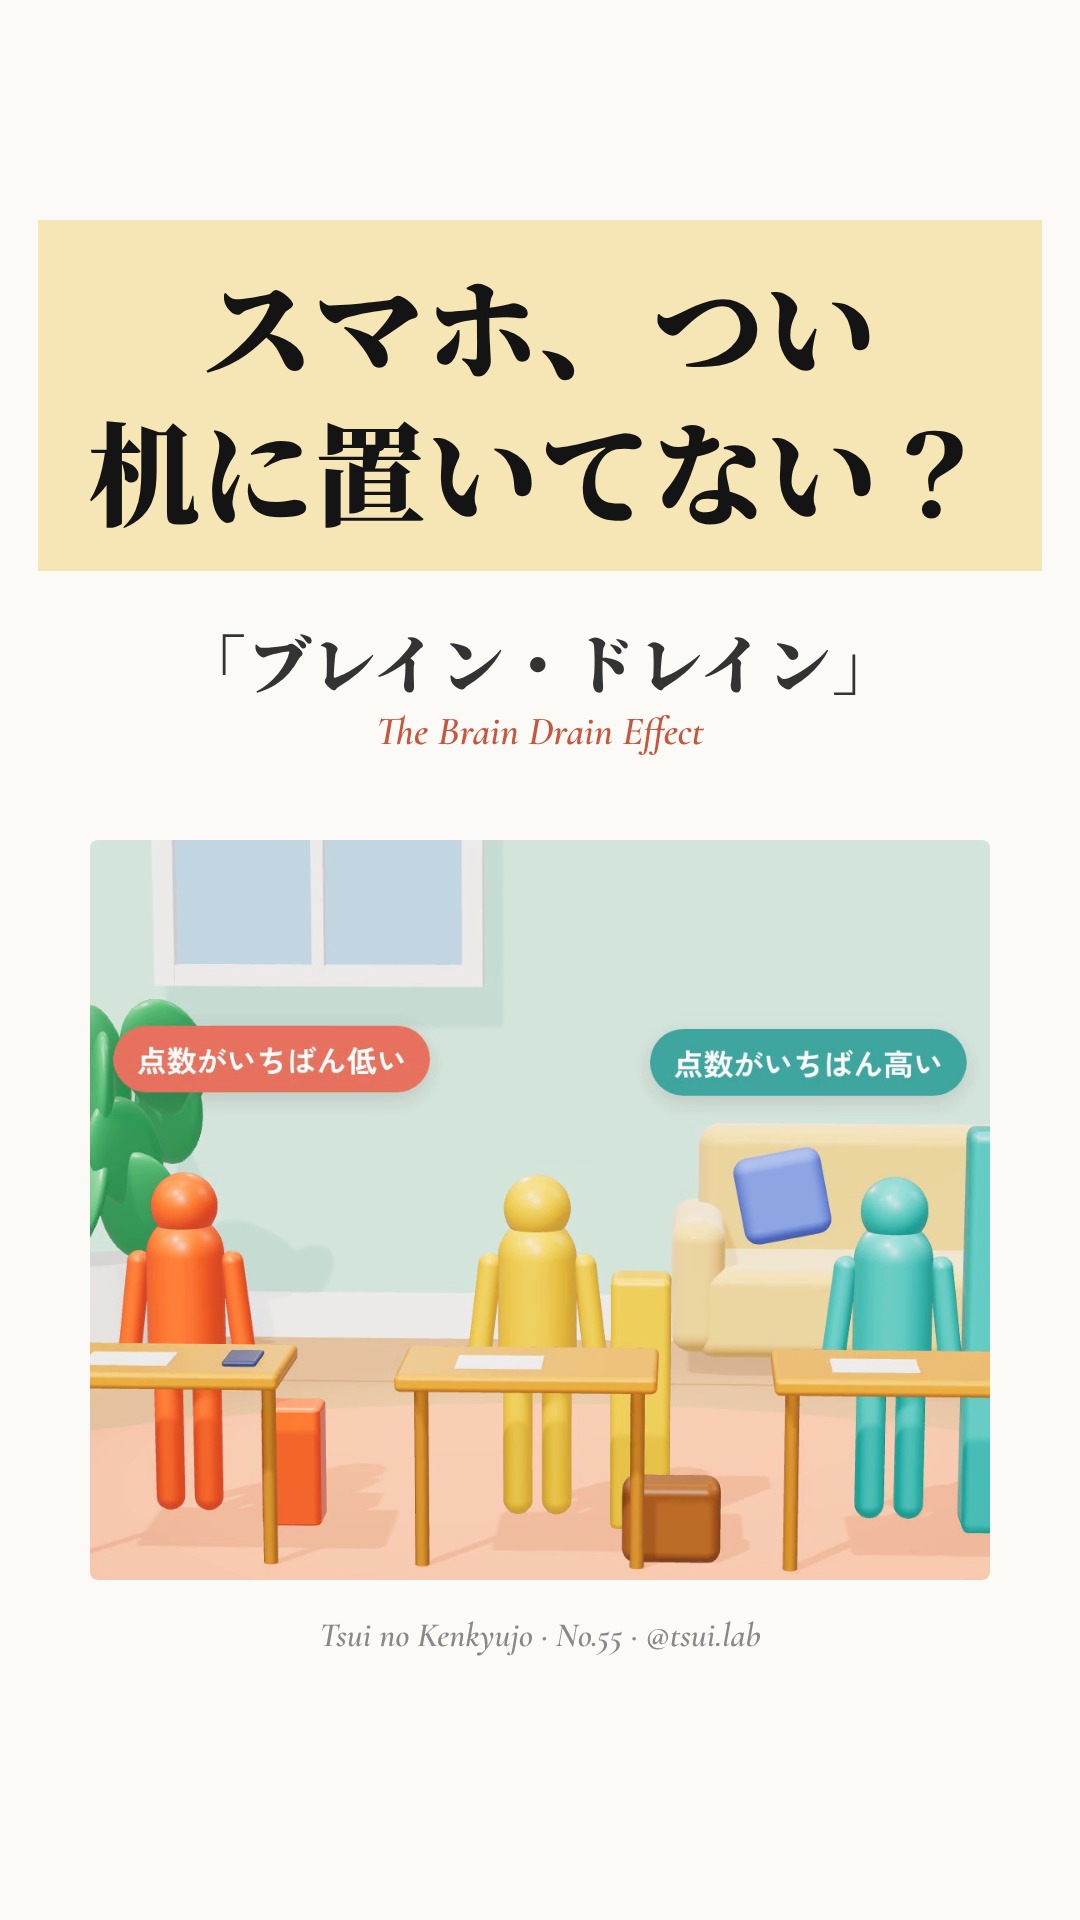 スマホ、つい
机に置いてない？
「ブレイン・ドレイン」
The Brain Drain Effect
点数がいちばん低い
点数がいちばん高い
Tsui no Kenkyujo · No.55 · @tsui.lab